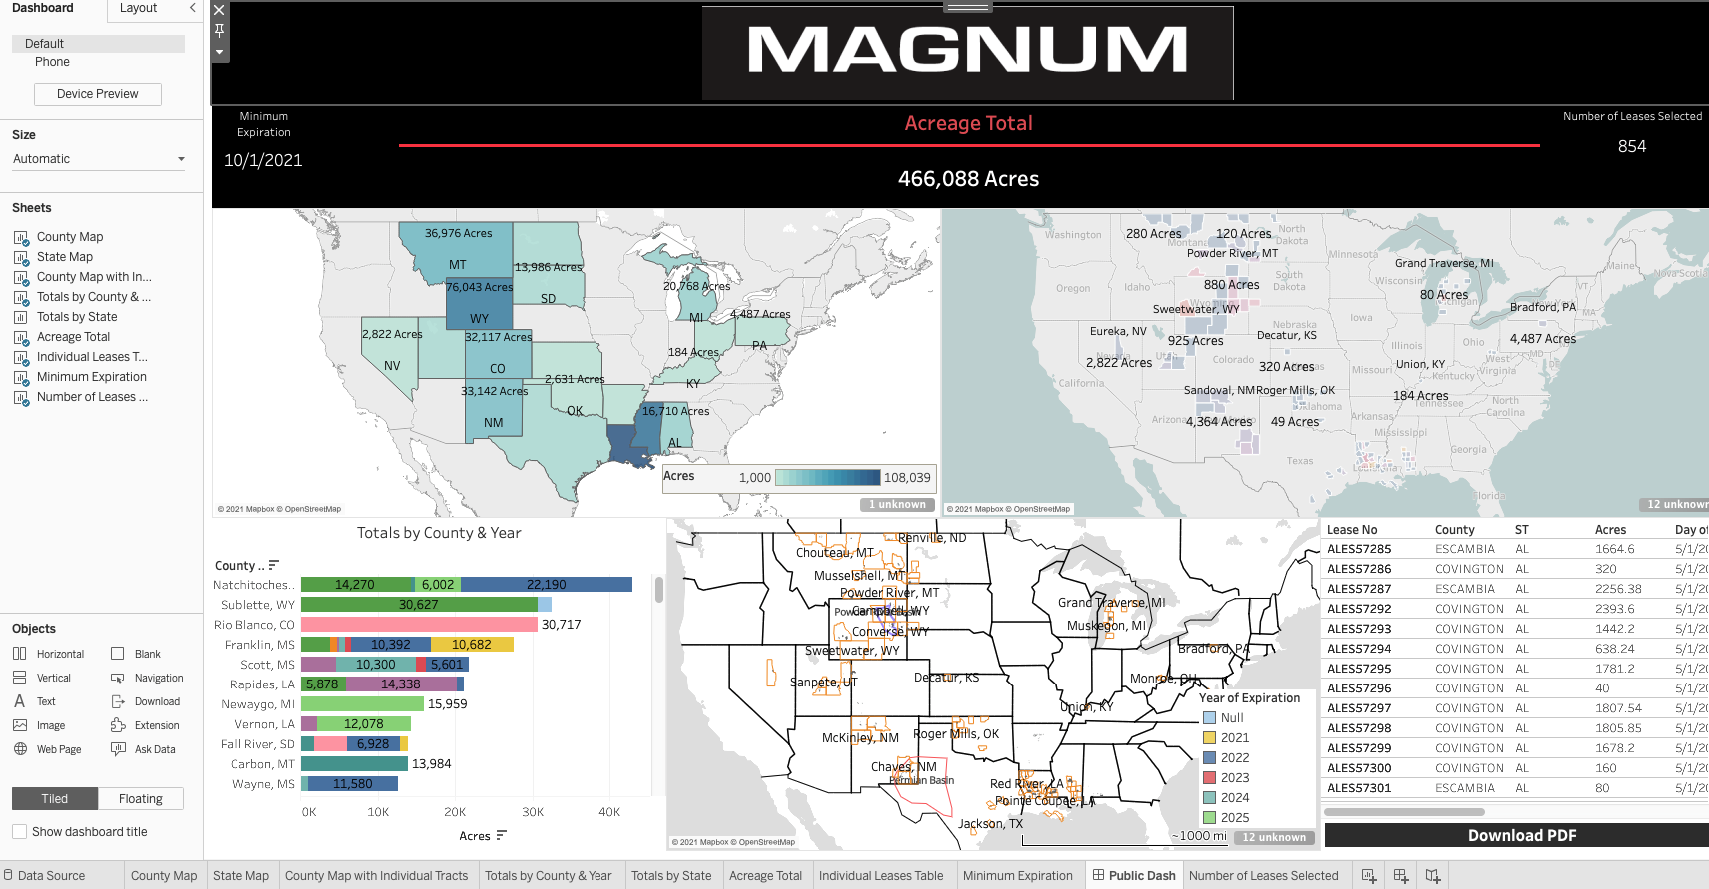 Dashboard
Layout
Default
Phone
Device Preview
Size
Automatic
Sheets
County Map
State Map
County Map with In...
Totals by County & ...
Totals by State
Acreage Total
Individual Leases T...
Minimum Expiration
Number of Leases ...
Objects
Horizontal
Blank
Vertical
Navigation
Text
Download
Image
Extension
Web Page
Ask Data
Tiled
Floating
Show dashboard title
MAGNUM
Minimum
Expiration
10/1/2021
Acreage Total
466,088 Acres
Number of Leases Selected
854
36,976 Acres
MT
13,986 Acres
SD
76,043 Acres
WY
20,768 Acres
MI
4,487 Acres
PA
2,822 Acres
NV
32,117 Acres
CO
184 Acres
KY
2,631 Acres
OK
33,142 Acres
NM
16,710 Acres
AL
Acres
1,000
108,039
© 2021 Mapbox © OpenStreetMap
1 unknown
Washington
280 Acres
Montana
120 Acres
North
Dakota
Powder River, MT
Minnesota
Grand Traverse, MI
Maine
Nova Scotia
Oregon
Idaho
880 Acres
South
Dakota
Wisconsin
80 Acres
Michigan
VT
Sweetwater, WY
Bradford, PA
MA
Iowa
Nebraska
Eureka, NV
925 Acres
Decatur, KS
4,487 Acres
Illinois
Ohio
MD
2,822 Acres
Colorado
320 Acres
Missouri
Union, KY
West
Virginia
Kentucky
California
Sandoval, NM
Roger Mills, OK
184 Acres
Tennessee
North
Carolina
Arizona
4,364 Acres
49 Acres
Oklahoma
Arkansas
Mississippi
Georgia
Texas
Louisiana
Florida
© 2021 Mapbox © OpenStreetMap
12 unknown
Totals by County & Year
County ..
Natchitoches..
14,270
6,002
22,190
Sublette, WY
30,627
Rio Blanco, CO
30,717
Franklin, MS
10,392
10,682
Scott, MS
10,300
5,601
Rapides, LA
5,878
14,338
Newaygo, MI
15,959
Vernon, LA
12,078
Fall River, SD
6,928
Carbon, MT
13,984
Wayne, MS
11,580
0K
10K
20K
30K
40K
Acres
Renville, ND
Chouteau, MT
Musselshell, MT
Powder River, MT
Campbell, WY
Converse, WY
Sweetwater, WY
Grand Traverse, MI
Muskegon, MI
Bradford, PA
Sanpete, UT
Decatur, KS
Monroe, OH
Union, KY
McKinley, NM
Roger Mills, OK
Chaves, NM
Permian Basin
Red River, LA
Pointe Coupee, LA
Jackson, TX
Year of Expiration
Null
2021
2022
2023
2024
2025
~1000 mi
© 2021 Mapbox © OpenStreetMap
12 unknown
Lease No County ST Acres Day of
ALES57285 ESCAMBIA AL 1664.6 5/1/20
ALES57286 COVINGTON AL 320 5/1/20
ALES57287 ESCAMBIA AL 2256.38 5/1/20
ALES57292 COVINGTON AL 2393.6 5/1/20
ALES57293 COVINGTON AL 1442.2 5/1/20
ALES57294 COVINGTON AL 638.24 5/1/20
ALES57295 COVINGTON AL 1781.2 5/1/20
ALES57296 COVINGTON AL 40 5/1/20
ALES57297 COVINGTON AL 1807.54 5/1/20
ALES57298 COVINGTON AL 1805.85 5/1/20
ALES57299 COVINGTON AL 1678.2 5/1/20
ALES57300 COVINGTON AL 160 5/1/20
ALES57301 ESCAMBIA AL 80 5/1/20
Download PDF
Data Source
County Map
State Map
County Map with Individual Tracts
Totals by County & Year
Totals by State
Acreage Total
Individual Leases Table
Minimum Expiration
Public Dash
Number of Leases Selected